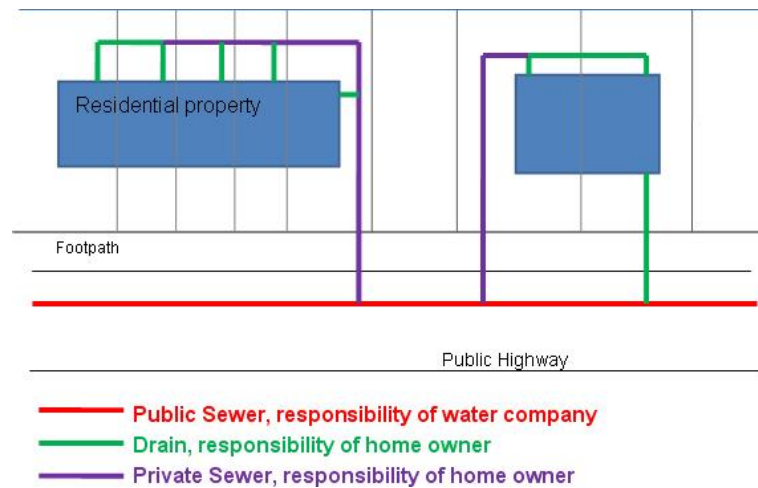 Residential property
Footpath
Public Highway
Public Sewer, responsibility of water company
Drain, responsibility of home owner
Private Sewer, responsibility of home owner